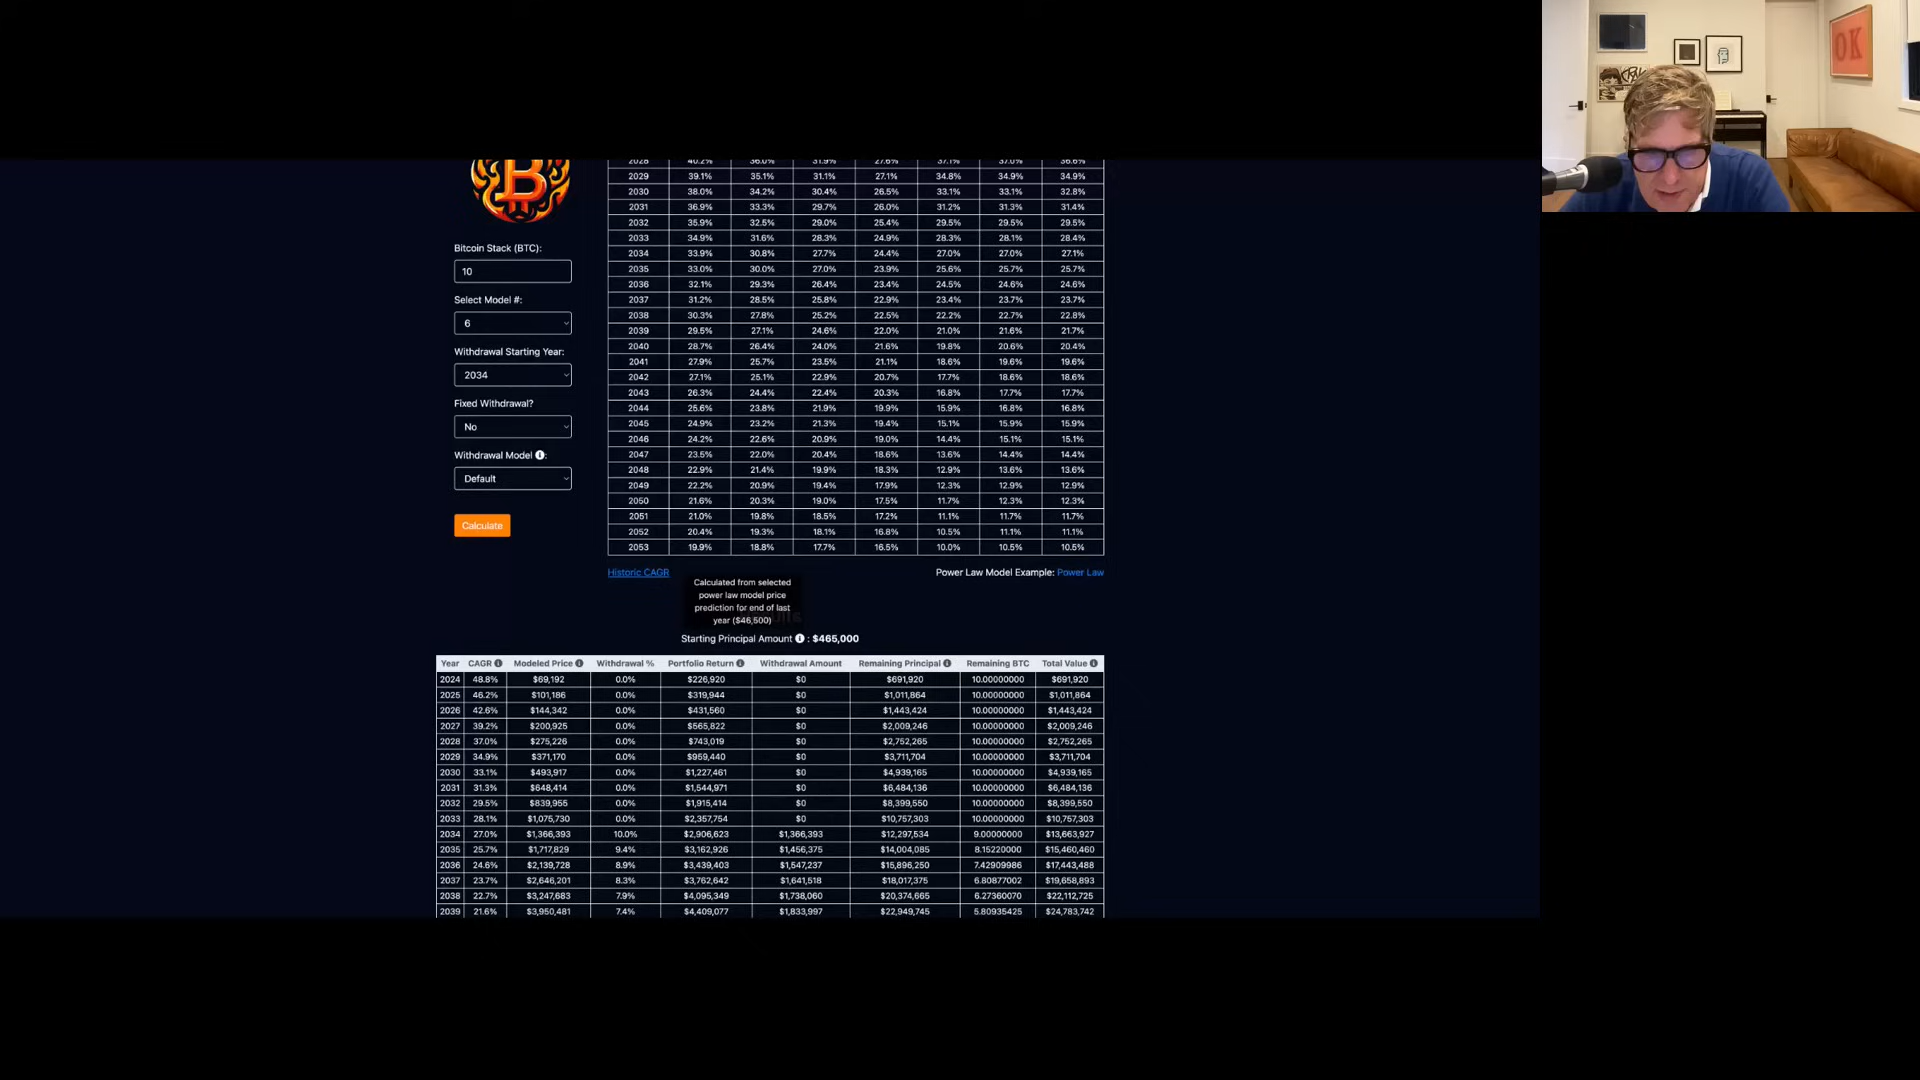 OK
2028 40.2% 36.0% 31.9% 27.6% 37.1% 37.0% 36.6%
2029 39.1% 35.1% 31.1% 27.1% 34.8% 34.9% 34.9%
2030 38.0% 34.2% 30.4% 26.5% 33.1% 33.1% 32.8%
2031 36.9% 33.3% 29.7% 26.0% 31.2% 31.3% 31.4%
2032 35.9% 32.5% 29.0% 25.4% 29.5% 29.5% 29.5%
2033 34.9% 31.6% 28.3% 24.9% 28.3% 28.1% 28.4%
2034 33.9% 30.8% 27.7% 24.4% 27.0% 27.0% 27.1%
2035 33.0% 30.0% 27.0% 23.9% 25.6% 25.7% 25.7%
2036 32.1% 29.3% 26.4% 23.4% 24.5% 24.6% 24.6%
2037 31.2% 28.5% 25.8% 22.9% 23.4% 23.7% 23.7%
2038 30.3% 27.8% 25.2% 22.5% 22.2% 22.7% 22.8%
2039 29.5% 27.1% 24.6% 22.0% 21.0% 21.6% 21.7%
2040 28.7% 26.4% 24.0% 21.6% 19.8% 20.6% 20.4%
2041 27.9% 25.7% 23.5% 21.1% 18.6% 19.6% 19.6%
2042 27.1% 25.1% 22.9% 20.7% 17.7% 18.6% 18.6%
2043 26.3% 24.4% 22.4% 20.3% 16.8% 17.7% 17.7%
2044 25.6% 23.8% 21.9% 19.9% 15.9% 16.8% 16.8%
2045 24.9% 23.2% 21.3% 19.4% 15.1% 15.9% 15.9%
2046 24.2% 22.6% 20.9% 19.0% 14.4% 15.1% 15.1%
2047 23.5% 22.0% 20.4% 18.6% 13.6% 14.4% 14.4%
2048 22.9% 21.4% 19.9% 18.3% 12.9% 13.6% 13.6%
2049 22.2% 20.9% 19.4% 17.9% 12.3% 12.9% 12.9%
2050 21.6% 20.3% 19.0% 17.5% 11.7% 12.3% 12.3%
2051 21.0% 19.8% 18.5% 17.2% 11.1% 11.7% 11.7%
2052 20.4% 19.3% 18.1% 16.8% 10.5% 11.1% 11.1%
2053 19.9% 18.8% 17.7% 16.5% 10.0% 10.5% 10.5%
Bitcoin Stack (BTC):
10
Select Model #:
6
Withdrawal Starting Year:
2034
Fixed Withdrawal?
No
Withdrawal Model :
Default
Calculate
Historic CAGR
Power Law Model Example: Power Law
Calculated from selected
power law model price
prediction for end of last
year ($46,500)
Starting Principal Amount : $465,000
Year CAGR Modeled Price Withdrawal % Portfolio Return Withdrawal Amount Remaining Principal Remaining BTC Total Value
2024 48.8% $69,192 0.0% $226,920 $0 $691,920 10.00000000 $691,920
2025 46.2% $101,186 0.0% $319,944 $0 $1,011,864 10.00000000 $1,011,864
2026 42.6% $144,342 0.0% $431,560 $0 $1,443,424 10.00000000 $1,443,424
2027 39.2% $200,925 0.0% $565,822 $0 $2,009,246 10.00000000 $2,009,246
2028 37.0% $275,226 0.0% $743,019 $0 $2,752,265 10.00000000 $2,752,265
2029 34.9% $371,170 0.0% $959,440 $0 $3,711,704 10.00000000 $3,711,704
2030 33.1% $493,917 0.0% $1,227,461 $0 $4,939,165 10.00000000 $4,939,165
2031 31.3% $648,414 0.0% $1,544,971 $0 $6,484,136 10.00000000 $6,484,136
2032 29.5% $839,955 0.0% $1,915,414 $0 $8,399,550 10.00000000 $8,399,550
2033 28.1% $1,075,730 0.0% $2,357,754 $0 $10,757,303 10.00000000 $10,757,303
2034 27.0% $1,366,393 10.0% $2,906,623 $1,366,393 $12,297,534 9.00000000 $13,663,927
2035 25.7% $1,717,829 9.4% $3,162,926 $1,456,375 $14,004,085 8.15220000 $15,460,460
2036 24.6% $2,139,728 8.9% $3,439,403 $1,547,237 $15,896,250 7.42909986 $17,443,488
2037 23.7% $2,646,201 8.3% $3,762,642 $1,641,518 $18,017,375 6.80877002 $19,658,893
2038 22.7% $3,247,683 7.9% $4,095,349 $1,738,060 $20,374,665 6.27360070 $22,112,725
2039 21.6% $3,950,481 7.4% $4,409,077 $1,833,997 $22,949,745 5.80935425 $24,783,742